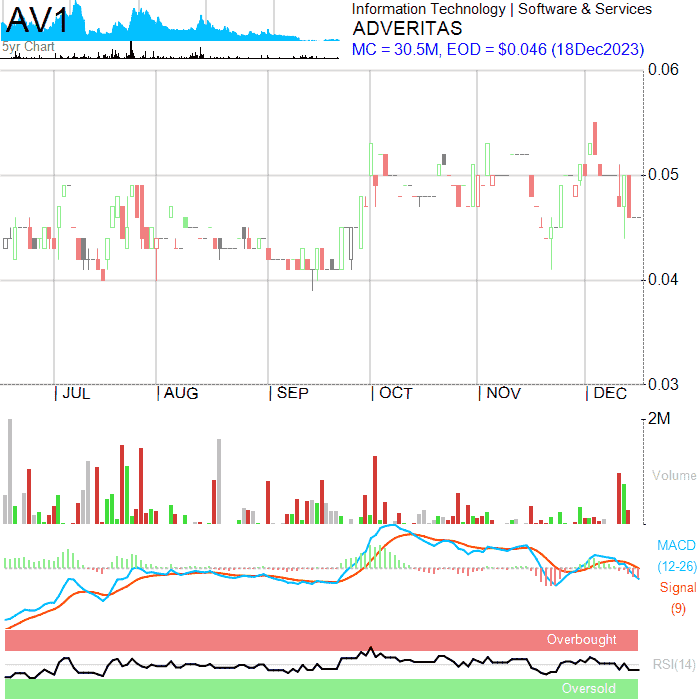 AV1
5yr Chart
Information Technology | Software & Services
ADVERITAS
MC = 30.5M, EOD = $0.046 (18Dec2023)
0.06
0.05
0.04
0.03
JUL AUG SEP OCT NOV DEC
2M
Volume
MACD
(12-26)
Signal
(9)
Overbought
RSI(14)
Oversold